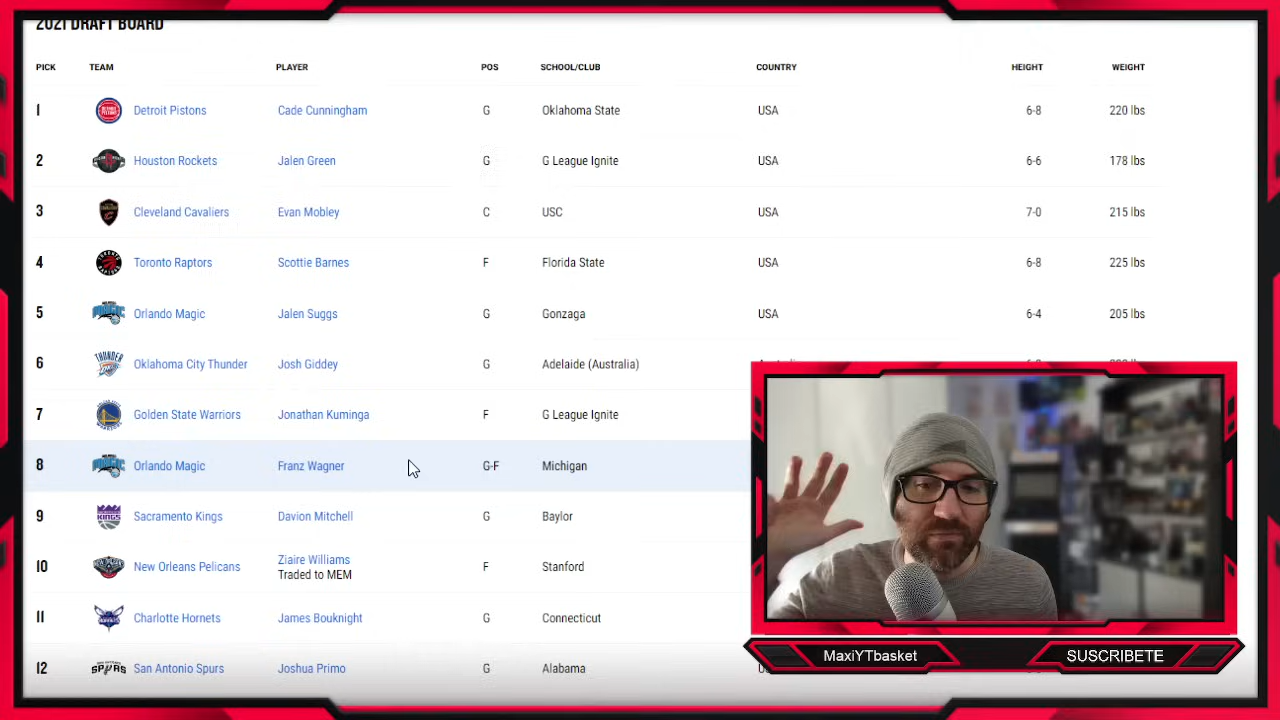 2021 DRAFT BOARD
PICK TEAM PLAYER POS SCHOOL/CLUB COUNTRY HEIGHT WEIGHT
1 Detroit Pistons Cade Cunningham G Oklahoma State USA 6-8 220 lbs
2 Houston Rockets Jalen Green G G League Ignite USA 6-6 178 lbs
3 Cleveland Cavaliers Evan Mobley C USC USA 7-0 215 lbs
4 Toronto Raptors Scottie Barnes F Florida State USA 6-8 225 lbs
5 Orlando Magic Jalen Suggs G Gonzaga USA 6-4 205 lbs
6 Oklahoma City Thunder Josh Giddey G Adelaide (Australia)
7 Golden State Warriors Jonathan Kuminga F G League Ignite
8 Orlando Magic Franz Wagner G-F Michigan
9 Sacramento Kings Davion Mitchell G Baylor
10 New Orleans Pelicans Ziaire Williams F Stanford
Traded to MEM
11 Charlotte Hornets James Bouknight G Connecticut
12 San Antonio Spurs Joshua Primo G Alabama
MaxiYTbasket
SUSCRIBETE